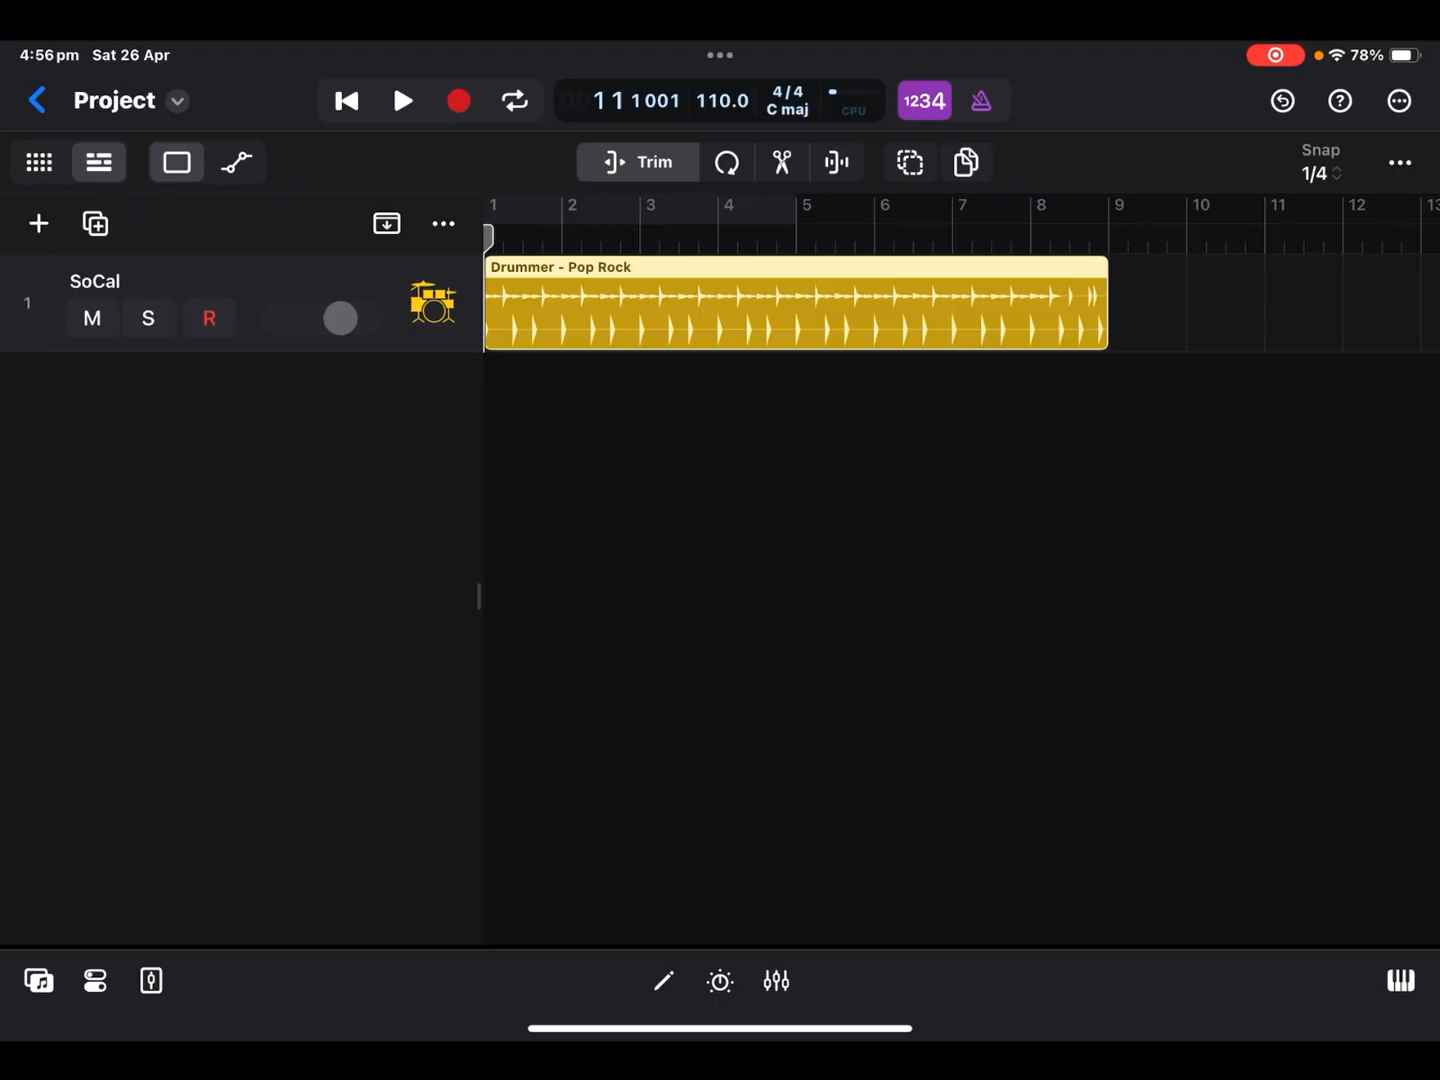 4:56 pm Sat 26 Apr
78%
Project
00 1 1 1 001 110.0 4/4 C maj CPU
1234
Trim
Snap
1/4
1 2 3 4 5 6 7 8 9 10 11 12 13
SoCal
Drummer - Pop Rock
1
M S R